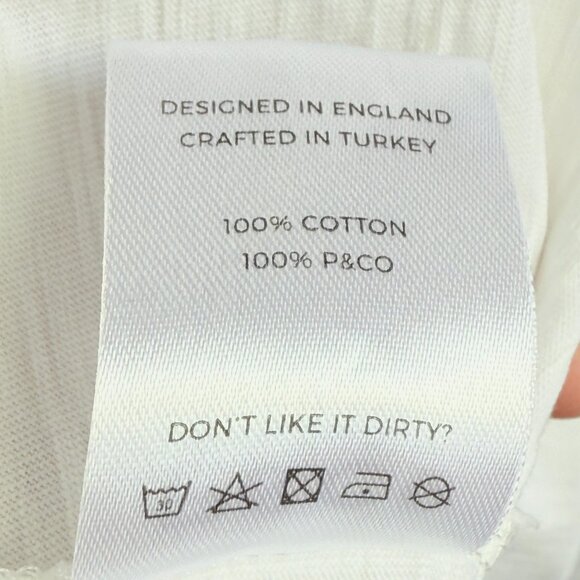 DESIGNED IN ENGLAND
CRAFTED IN TURKEY
100% COTTON
100% P&CO
DON'T LIKE IT DIRTY?
30